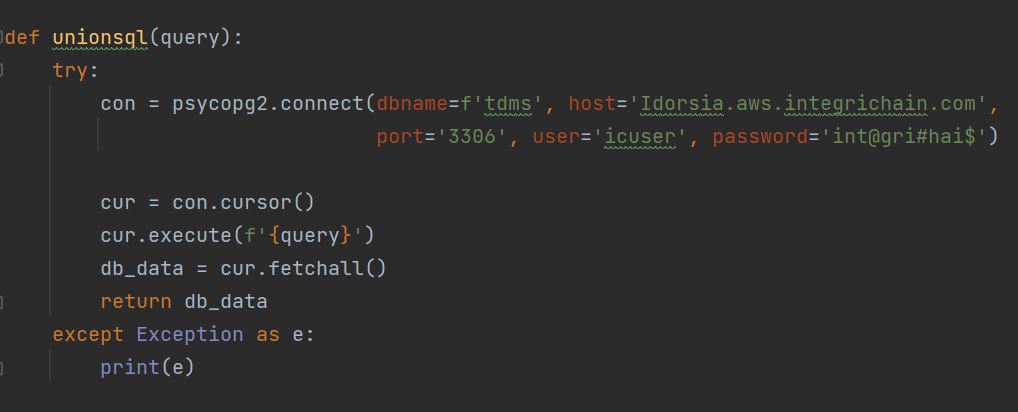 def unionsql(query):
try:
con = psycopg2.connect(dbname=f'tdms', host='Idorsia.aws.integrichain.com',
port='3306', user='icuser', password='int@gri#hai$')
cur = con.cursor()
cur.execute(f'{query}')
db_data = cur.fetchall()
return db_data
except Exception as e:
print(e)